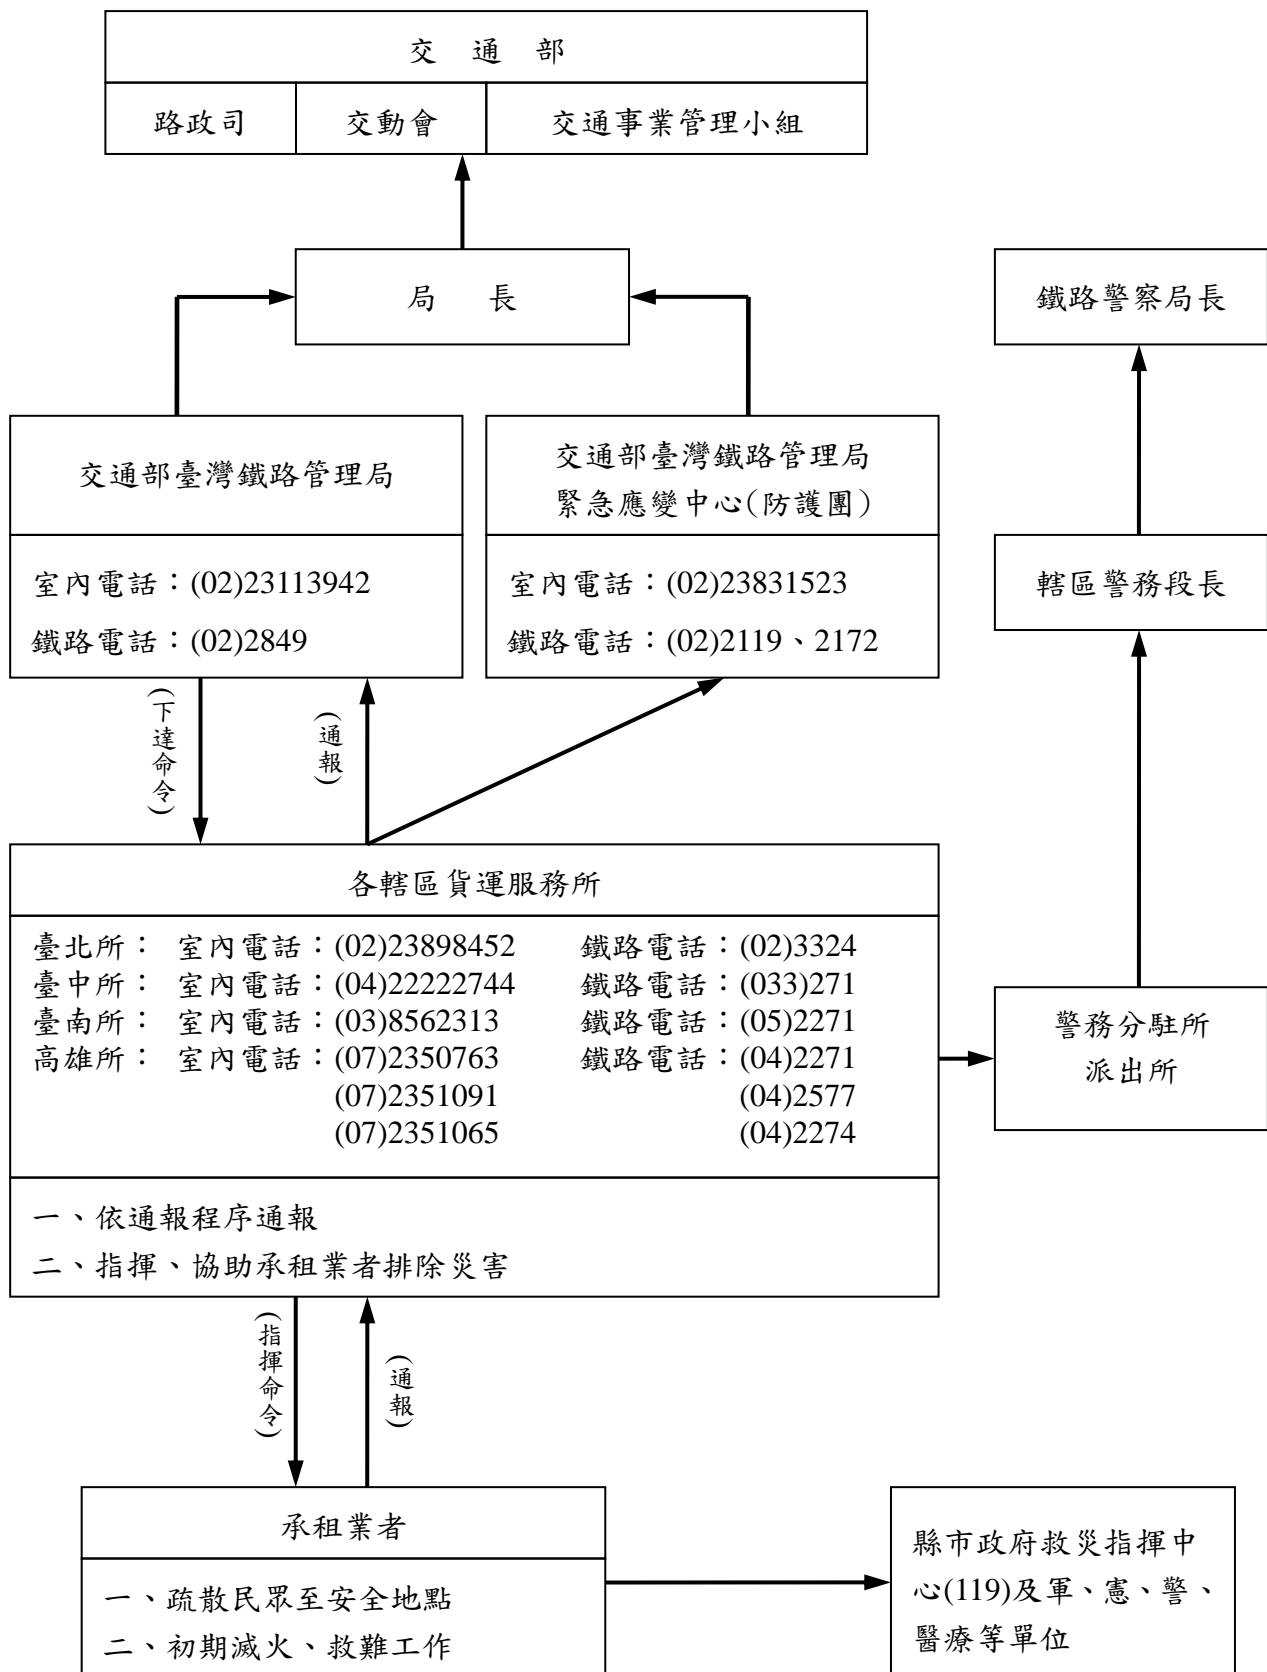 交通部
路政司 交動會 交通事業管理小組
局 長
鐵路警察局長
交通部臺灣鐵路管理局
室內電話：(02)23113942
鐵路電話：(02)2849
交通部臺灣鐵路管理局
緊急應變中心(防護團)
室內電話：(02)23831523
鐵路電話：(02)2119、2172
轄區警務段長
(下達命令)
(通報)
各轄區貨運服務所
臺北所： 室內電話：(02)23898452 鐵路電話：(02)3324
臺中所： 室內電話：(04)22222744 鐵路電話：(033)271
臺南所： 室內電話：(03)8562313 鐵路電話：(05)2271
高雄所： 室內電話：(07)2350763 鐵路電話：(04)2271
(07)2351091 (04)2577
(07)2351065 (04)2274
一、依通報程序通報
二、指揮、協助承租業者排除災害
警務分駐所
派出所
(指揮命令)
(通報)
承租業者
一、疏散民眾至安全地點
二、初期滅火、救難工作
縣市政府救災指揮中
心(119)及軍、憲、警、
醫療等單位